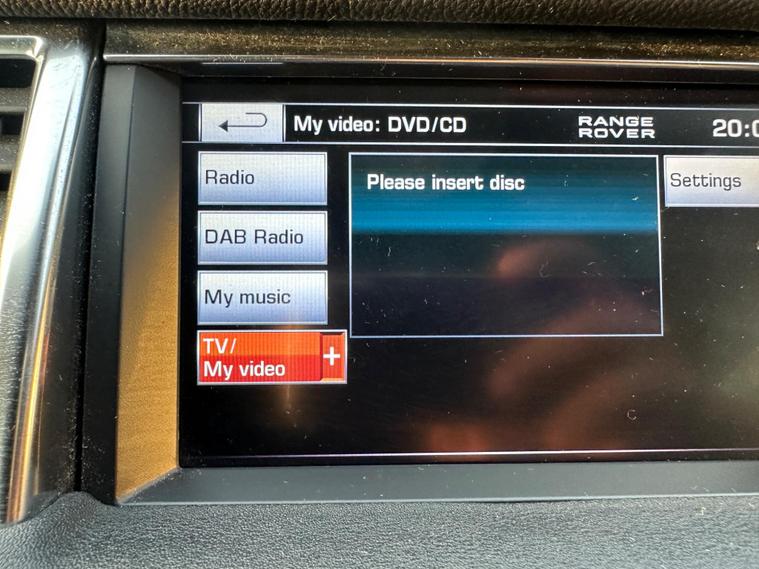 My video: DVD/CD
RANGE
ROVER
Radio
Please insert disc
Settings
DAB Radio
My music
TV/
My video
+